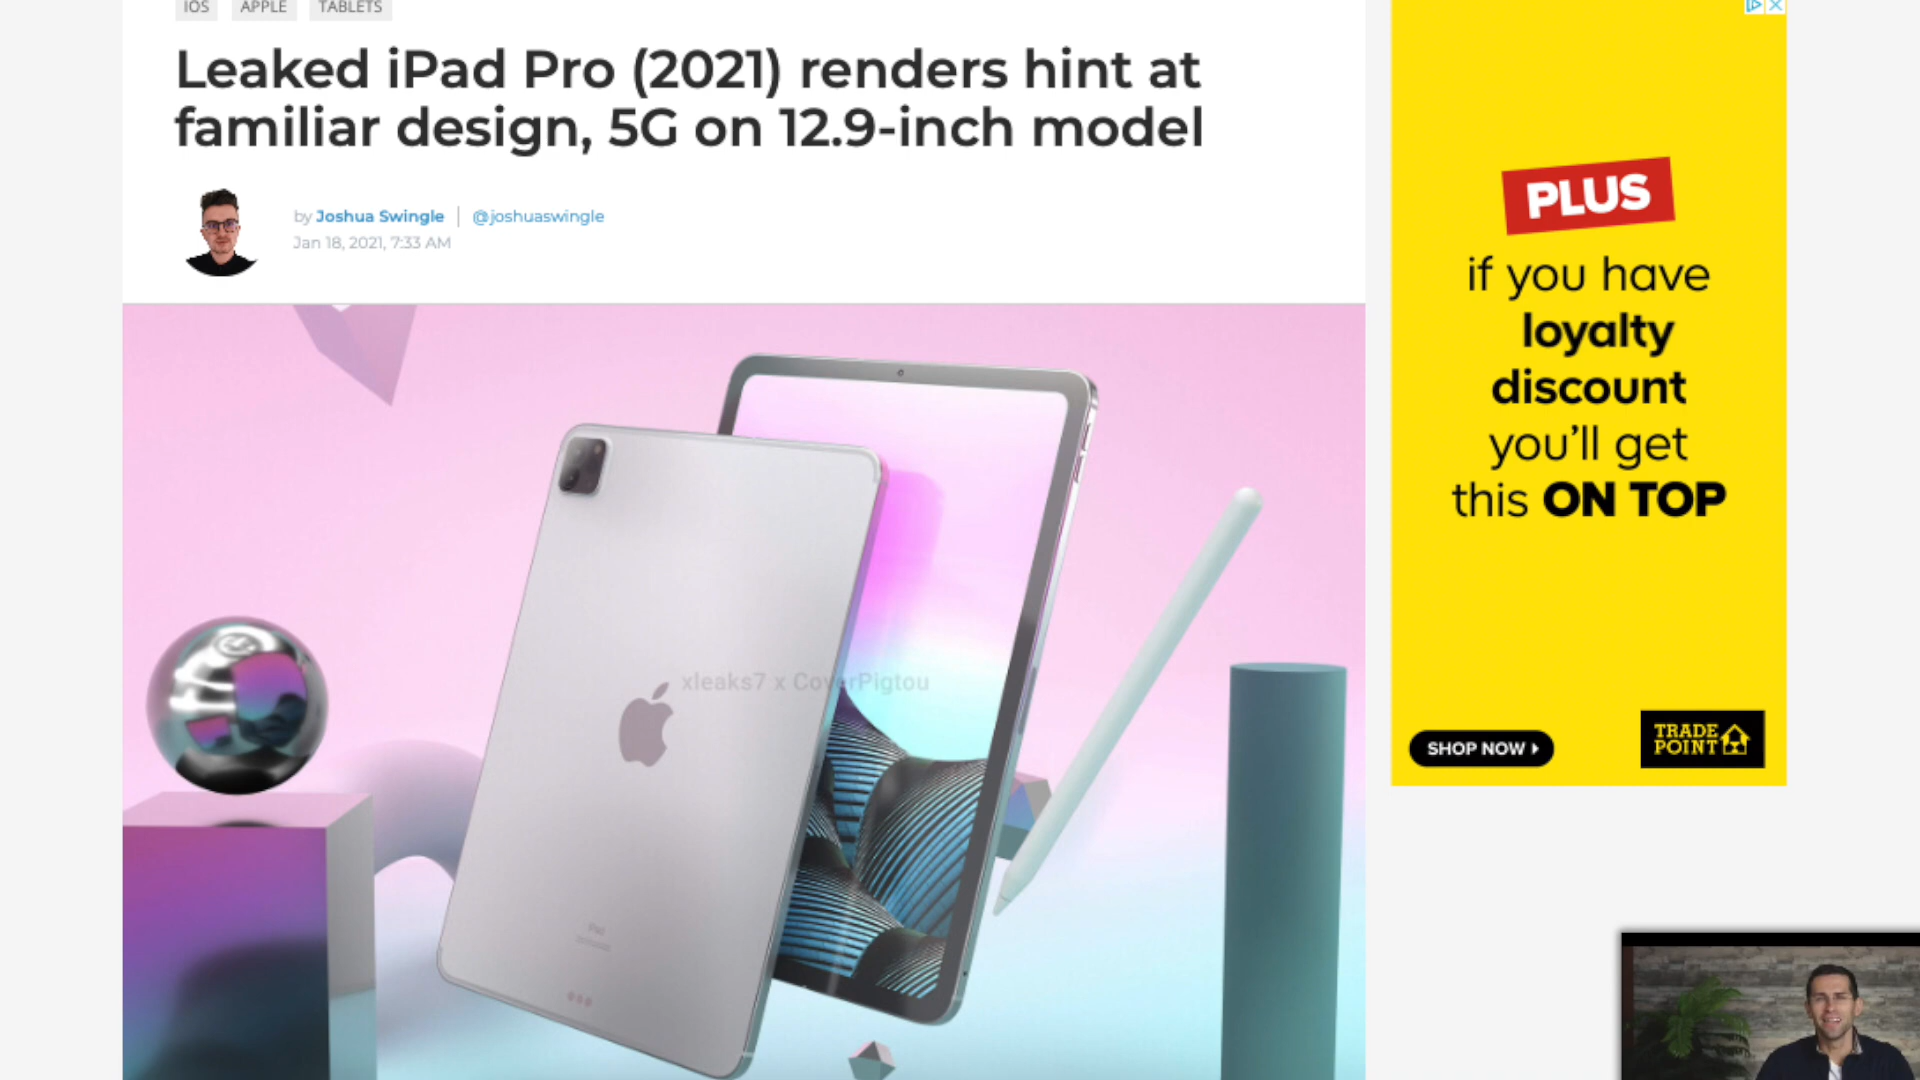 IOS APPLE TABLETS
Leaked iPad Pro (2021) renders hint at
familiar design, 5G on 12.9-inch model
by Joshua Swingle @joshuaswingle
Jan 18, 2021, 7:33 AM
xleaks7 x CoverPigtou
iPad
PLUS
if you have
loyalty
discount
you'll get
this ON TOP
SHOP NOW
TRADE
POINT